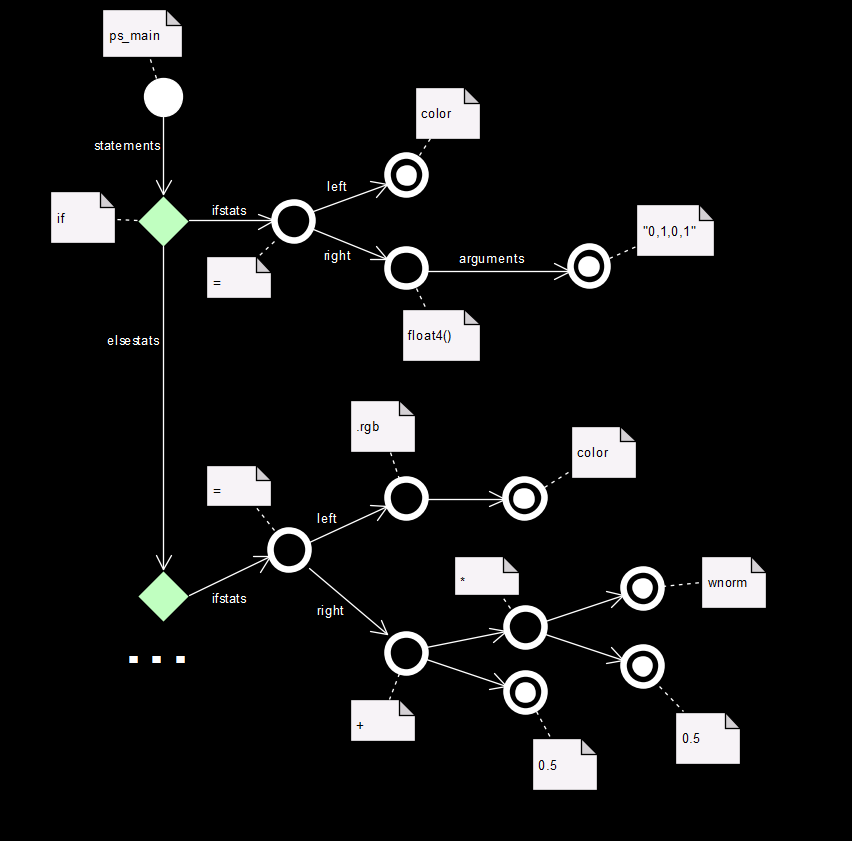 ps_main
statements
color
left
if
ifstats
"0,1,0,1"
right
arguments
=
float4()
elsestats
.rgb
color
=
left
*
wnorm
ifstats
right
+
0.5
0.5